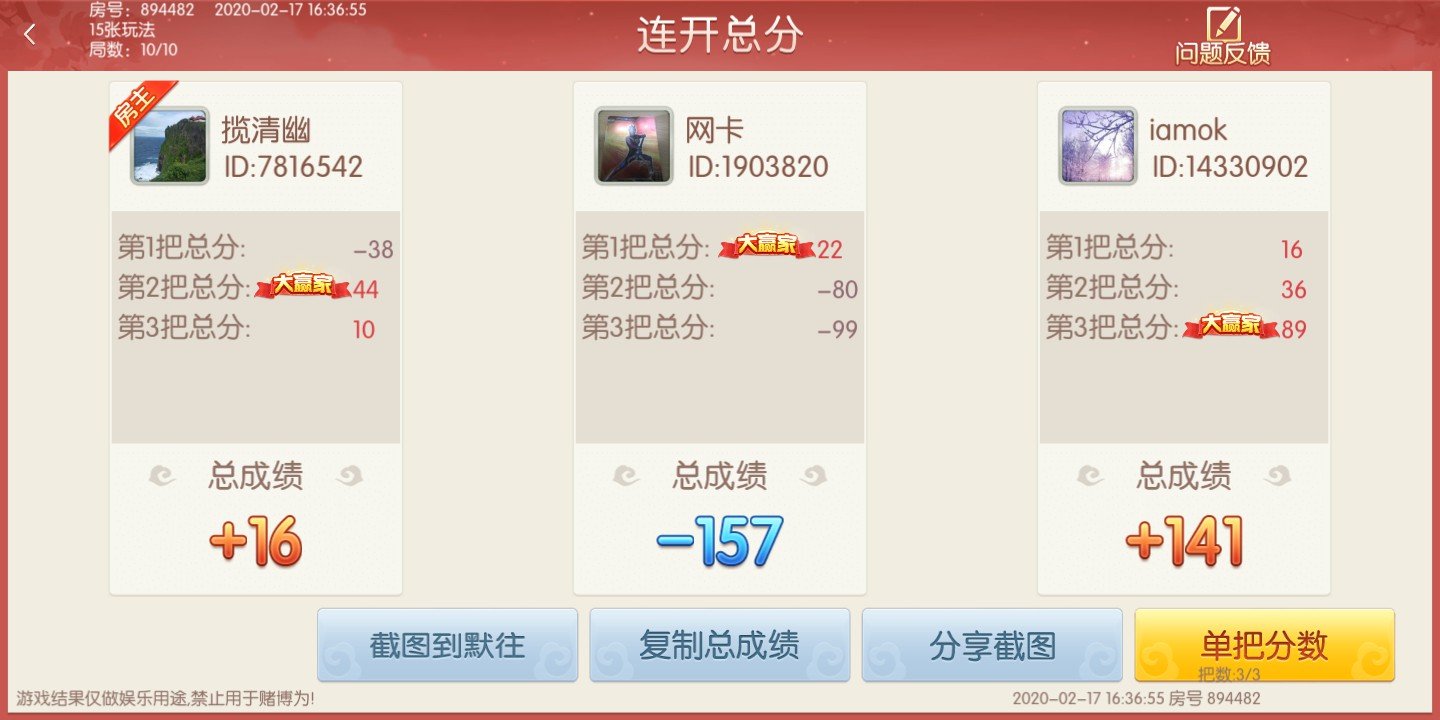 房号：894482 2020-02-17 16:36:55
15张玩法
局数：10/10
连开总分
问题反馈
房主
揽清幽
ID:7816542
第1把总分: -38
第2把总分: 大赢家 44
第3把总分: 10
总成绩
+16
网卡
ID:1903820
第1把总分: 大赢家 22
第2把总分: -80
第3把总分: -99
总成绩
-157
iamok
ID:14330902
第1把总分: 16
第2把总分: 36
第3把总分: 大赢家 89
总成绩
+141
截图到默往
复制总成绩
分享截图
单把分数
把数:3/3
游戏结果仅做娱乐用途,禁止用于赌博为!
2020-02-17 16:36:55 房号 894482